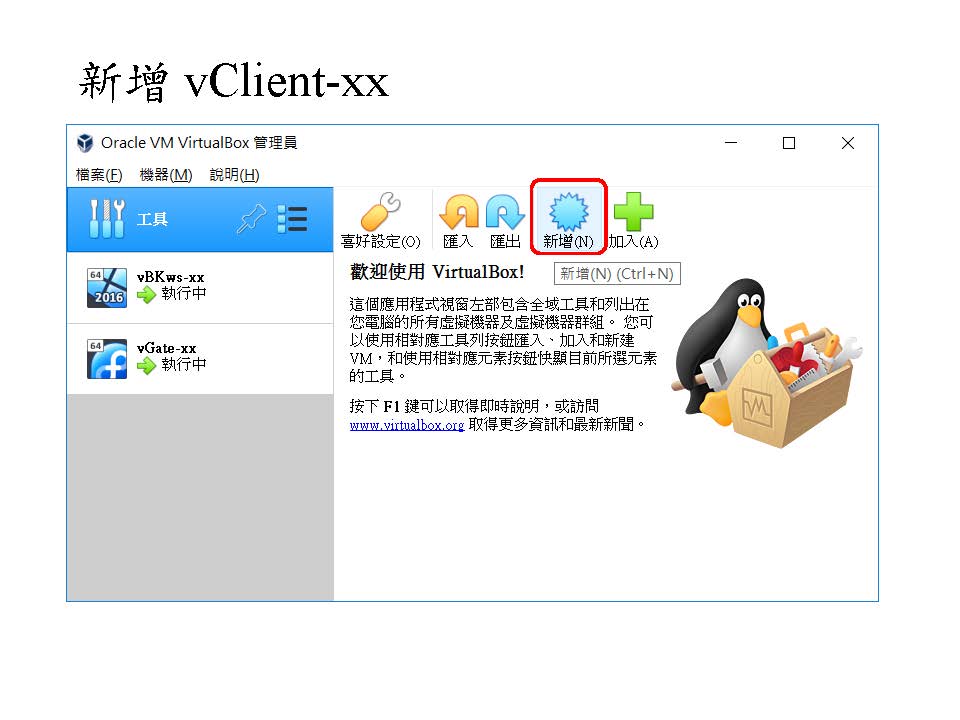 新增 vClient-xx
Oracle VM VirtualBox 管理員
檔案(F) 機器(M) 說明(H)
工具
喜好設定(O) 匯入 匯出 新增(N) 加入(A)
新增(N) (Ctrl+N)
64
2016
vBKws-xx
執行中
64
vGate-xx
執行中
歡迎使用 VirtualBox!
這個應用程式視窗左部包含全域工具和列出在
您電腦的所有虛擬機器及虛擬機器群組。 您可
以使用相對應工具列按鈕匯入、加入和新建
VM，和使用相對應元素按鈕快顯目前所選元素
的工具。
按下 F1 鍵可以取得即時說明，或訪問
www.virtualbox.org 取得更多資訊和最新新聞。